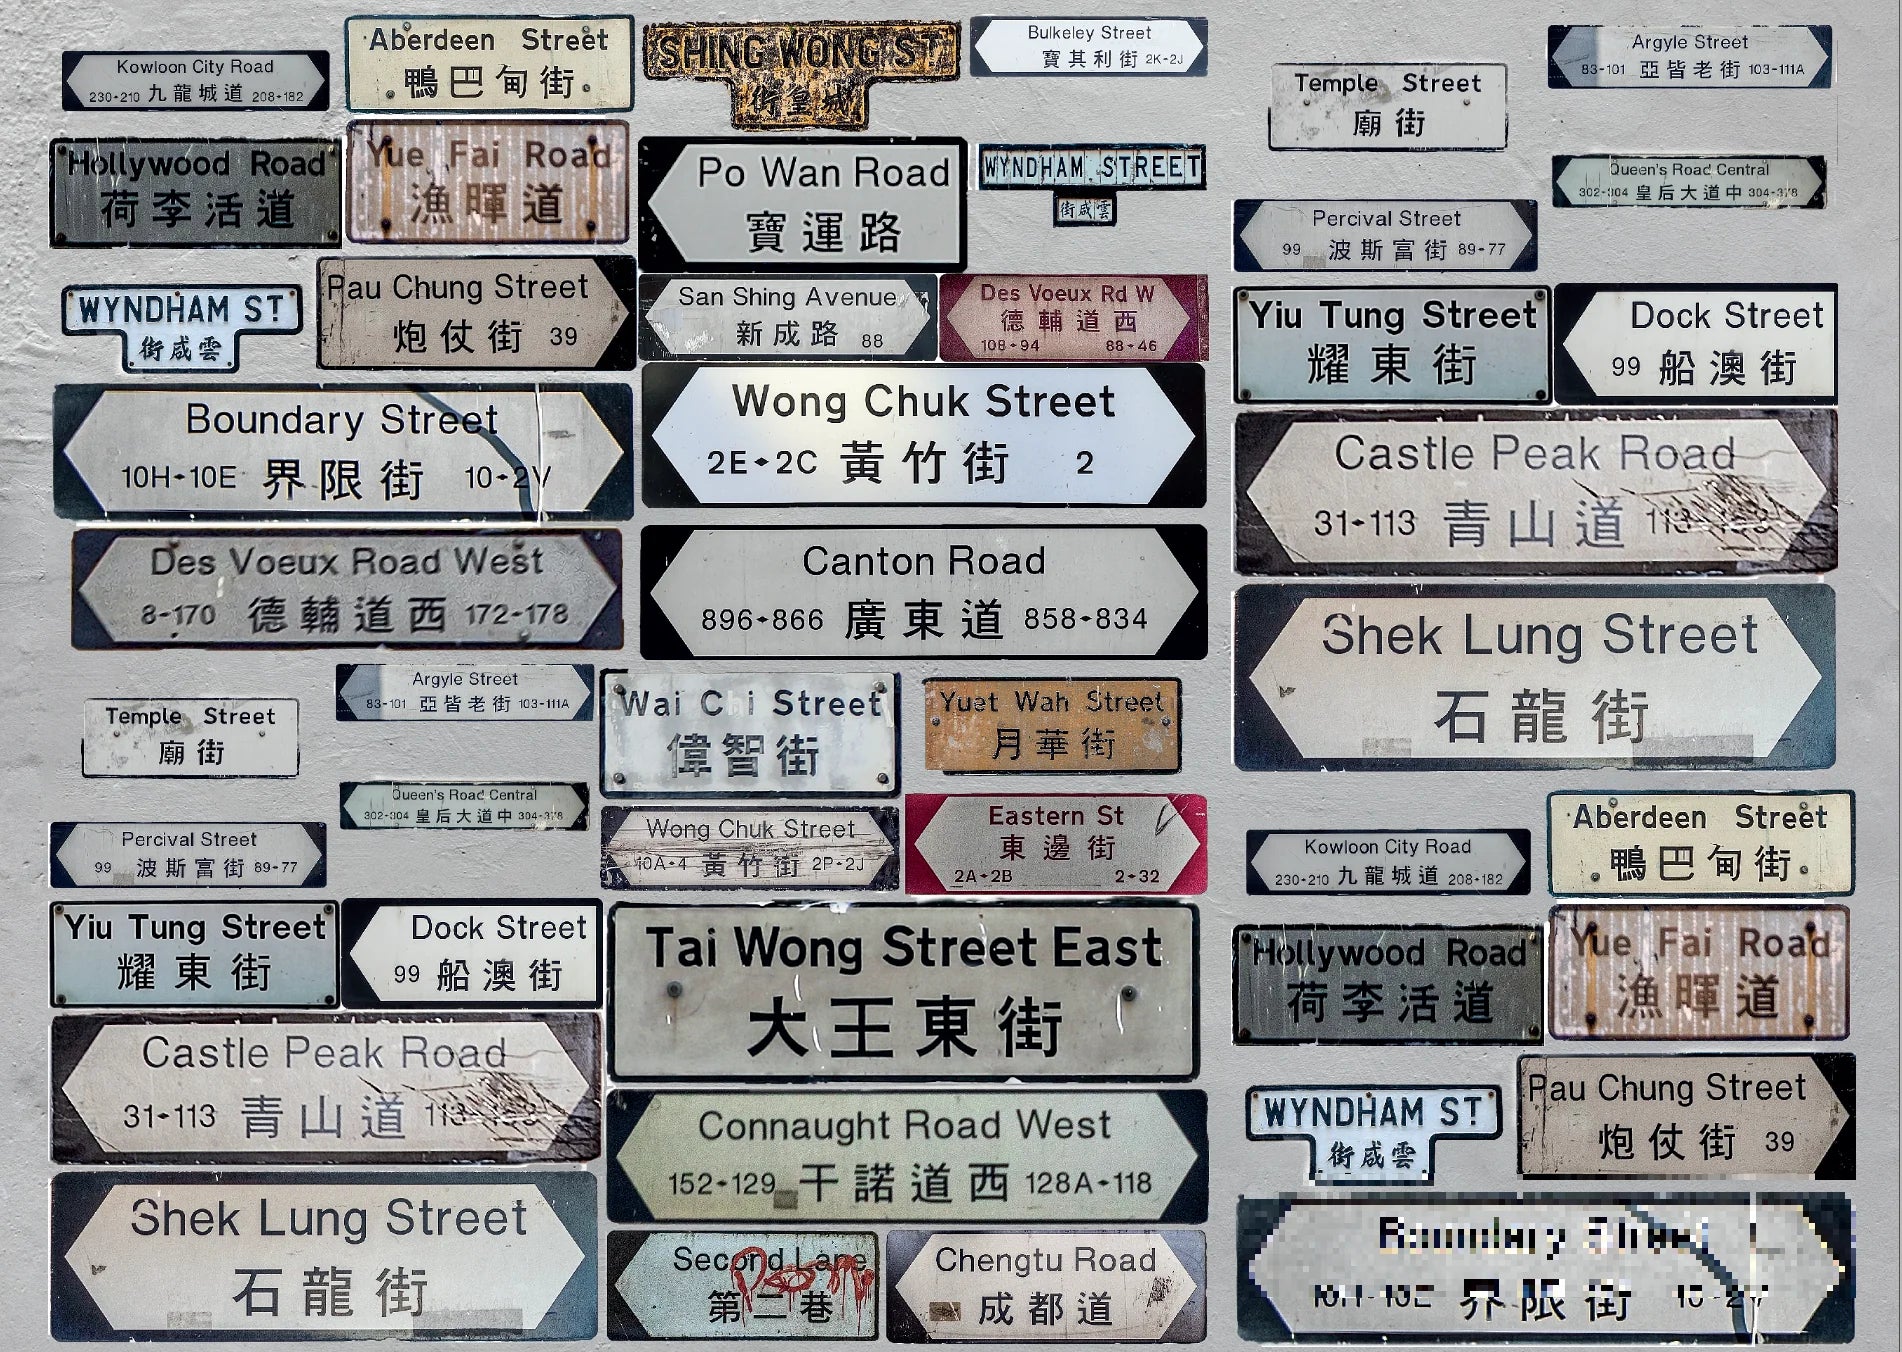 Kowloon City Road
230-210 九龍城道 208-182
Aberdeen Street
鴨巴甸街
SHING WONG ST.
街皇城
Bulkeley Street
寶其利街 2K-2J
Temple Street
廟街
Argyle Street
83-101 亞皆老街 103-111A
Hollywood Road
荷李活道
Yue Fai Road
漁暉道
Po Wan Road
寶運路
WYNDHAM STREET
街咸雲
Queen's Road Central
302-304 皇后大道中 304-378
Percival Street
99 波斯富街 89-77
WYNDHAM ST
街咸雲
Pau Chung Street
炮仗街 39
San Shing Avenue
新成路 88
Des Voeux Rd W
德輔道西
108-94 88-46
Yiu Tung Street
耀東街
Dock Street
99 船澳街
Boundary Street
10H-10E 界限街 10-2V
Wong Chuk Street
2E-2C 黃竹街 2
Castle Peak Road
31-113 青山道
Des Voeux Road West
8-170 德輔道西 172-178
Canton Road
896-866 廣東道 858-834
Shek Lung Street
石龍街
Temple Street
廟街
Argyle Street
83-101 亞皆老街 103-111A
Wai Chi Street
偉智街
Yuet Wah Street
月華街
Queen's Road Central
302-304 皇后大道中 304-378
Percival Street
99 波斯富街 89-77
Wong Chuk Street
10A-4 黃竹街 2P-2J
Eastern St
東邊街
2A-2B 2-32
Kowloon City Road
230-210 九龍城道 208-182
Aberdeen Street
鴨巴甸街
Yiu Tung Street
耀東街
Dock Street
99 船澳街
Tai Wong Street East
大王東街
Hollywood Road
荷李活道
Yue Fai Road
漁暉道
Castle Peak Road
31-113 青山道
Connaught Road West
152-129 干諾道西 128A-118
WYNDHAM ST
街咸雲
Pau Chung Street
炮仗街 39
Shek Lung Street
石龍街
Second Lane
第二巷
Chengtu Road
成都道
Boundary Street
10H-10E 界限街 10-2V